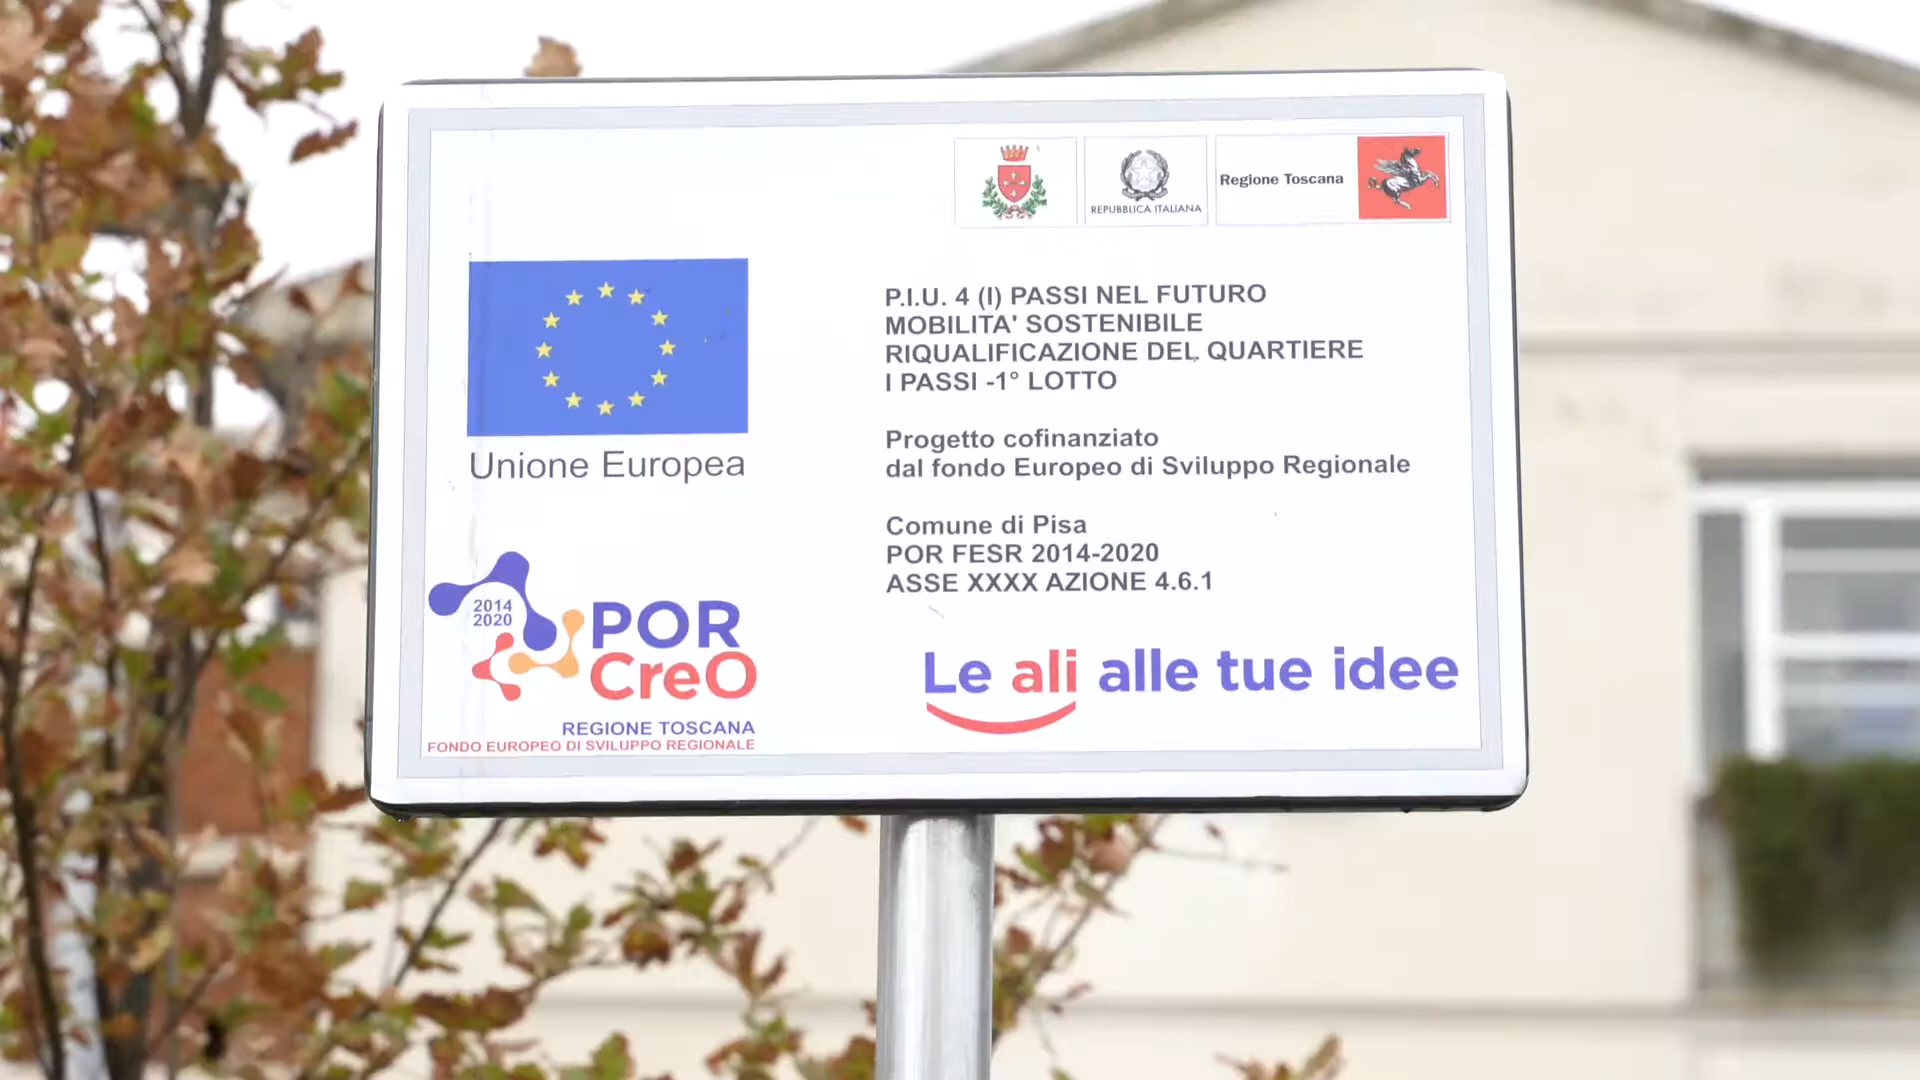 REPUBBLICA ITALIANA
Regione Toscana
Unione Europea
P.I.U. 4 (I) PASSI NEL FUTURO
MOBILITA' SOSTENIBILE
RIQUALIFICAZIONE DEL QUARTIERE
I PASSI -1° LOTTO
Progetto cofinanziato
dal fondo Europeo di Sviluppo Regionale
Comune di Pisa
POR FESR 2014-2020
ASSE XXXX AZIONE 4.6.1
2014
2020
POR
CreO
REGIONE TOSCANA
FONDO EUROPEO DI SVILUPPO REGIONALE
Le ali alle tue idee